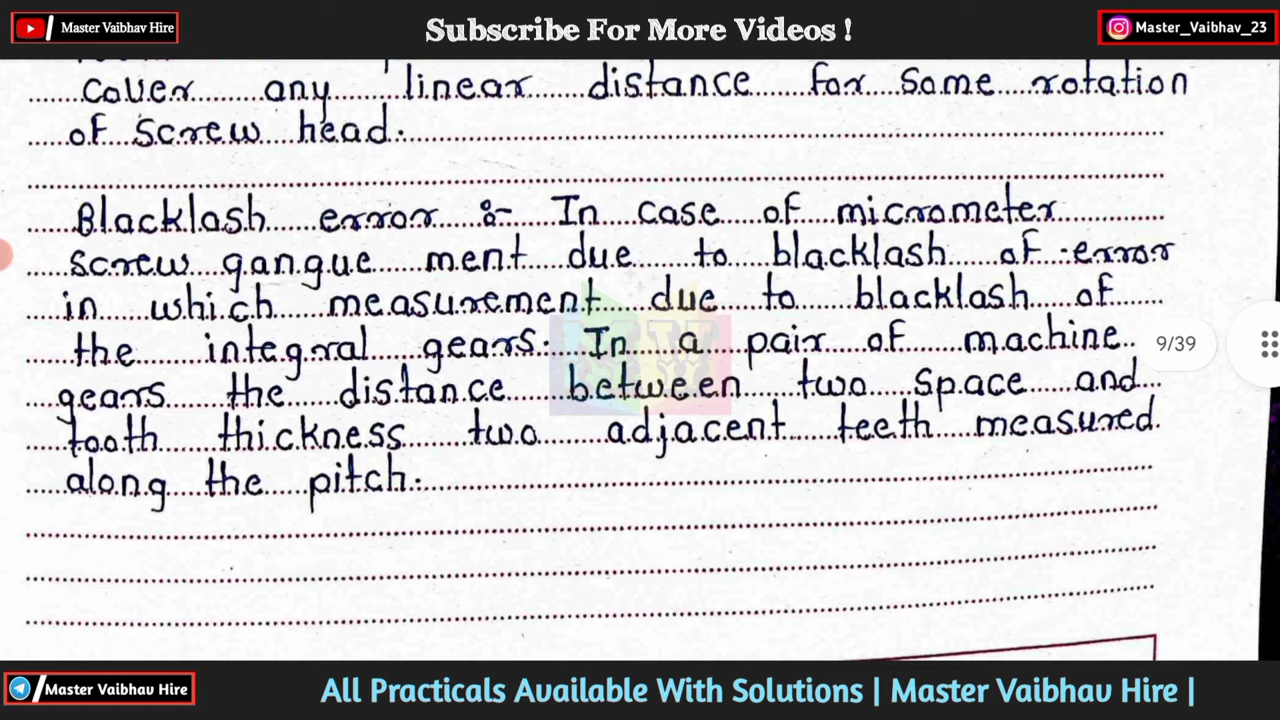 Master Vaibhav Hire
Subscribe For More Videos !
Master_Vaibhav_23
cover any linear distance for some rotation
of screw head.
Blacklash error :- In case of micrometer
screw gangue ment due to blacklash of error
in which measurement due to blacklash of
the integral gears. In a pair of machine
gears the distance between two space and
tooth thickness two adjacent teeth measured
along the pitch.
9/39
Master Vaibhav Hire
All Practicals Available With Solutions | Master Vaibhav Hire |